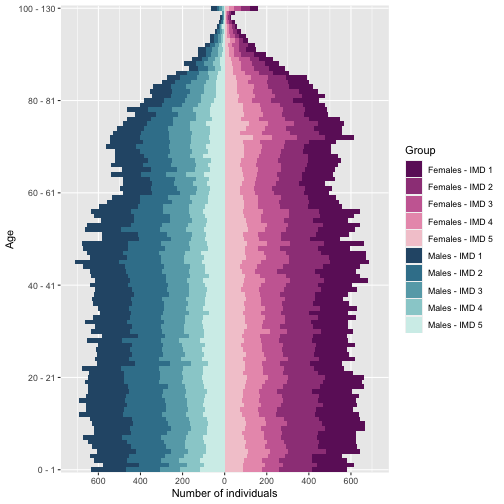 100 - 130
80 - 81
60 - 61
40 - 41
20 - 21
0 - 1
Age
600 400 200 0 200 400 600
Number of individuals
Group
Females - IMD 1
Females - IMD 2
Females - IMD 3
Females - IMD 4
Females - IMD 5
Males - IMD 1
Males - IMD 2
Males - IMD 3
Males - IMD 4
Males - IMD 5